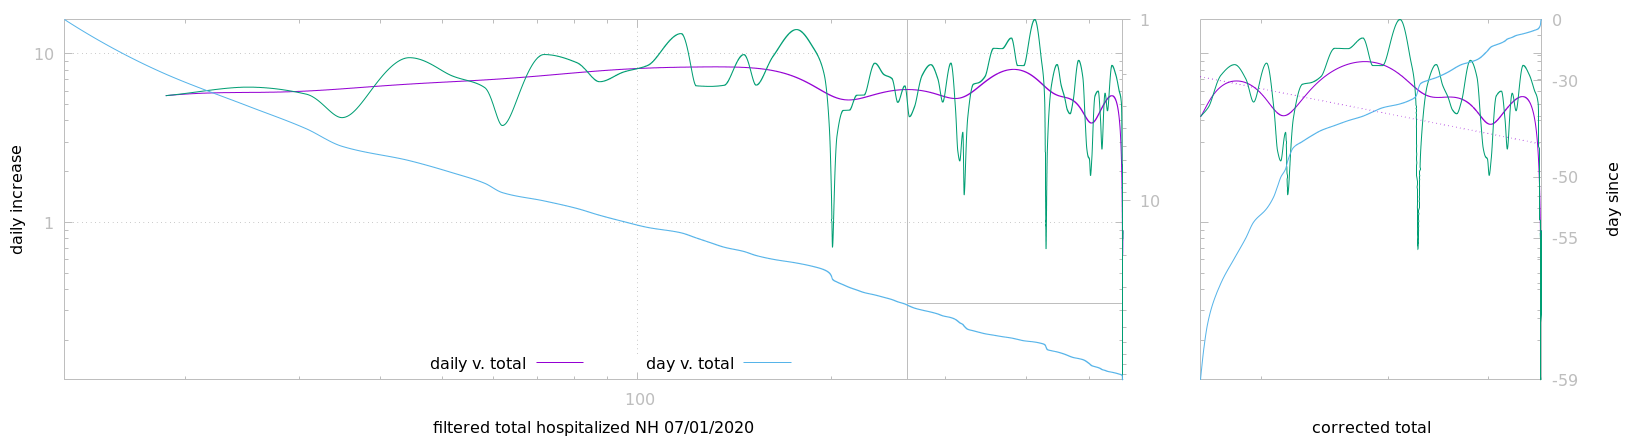 10
1
daily increase
daily v. total
day v. total
100
filtered total hospitalized NH 07/01/2020
1
10
0
-30
-50
-55
-59
day since
corrected total